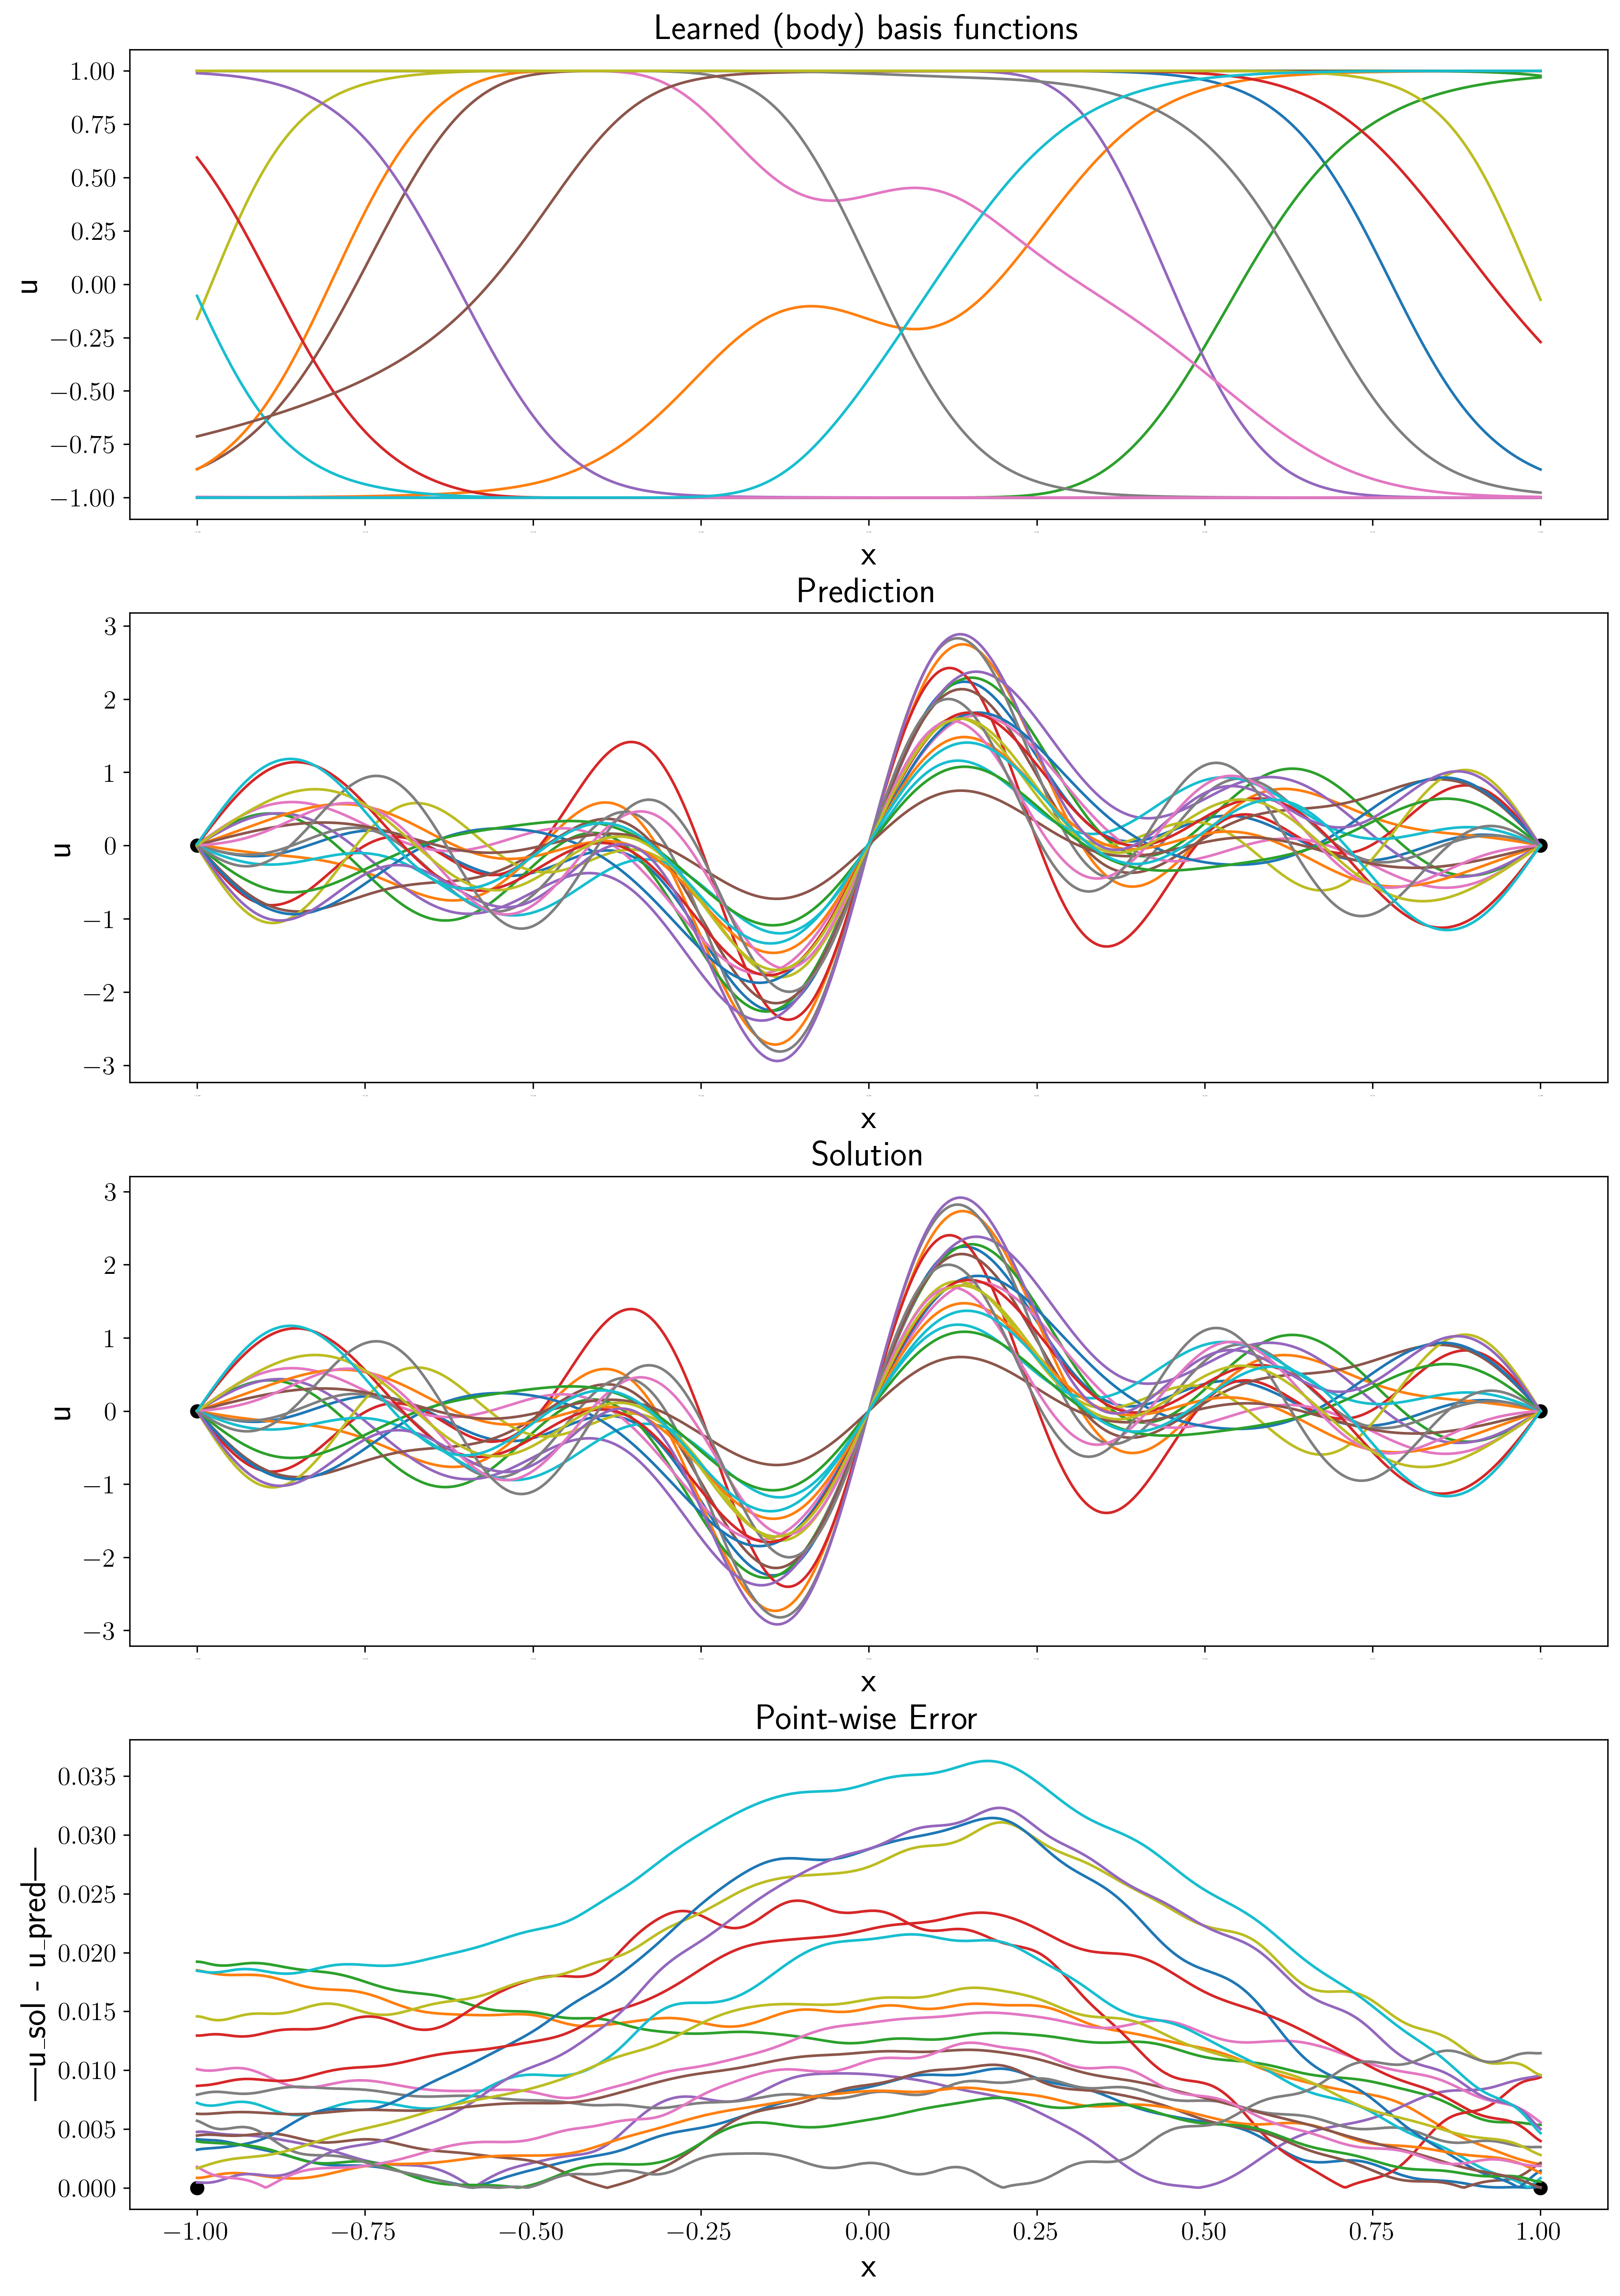 Learned (body) basis functions
1.00
0.75
0.50
0.25
0.00
−0.25
−0.50
−0.75
−1.00
u
x
Prediction
3
2
1
0
−1
−2
−3
u
x
Solution
3
2
1
0
−1
−2
−3
u
x
Point-wise Error
0.035
0.030
0.025
0.020
0.015
0.010
0.005
0.000
—u_sol - u_pred—
−1.00 −0.75 −0.50 −0.25 0.00 0.25 0.50 0.75 1.00
x